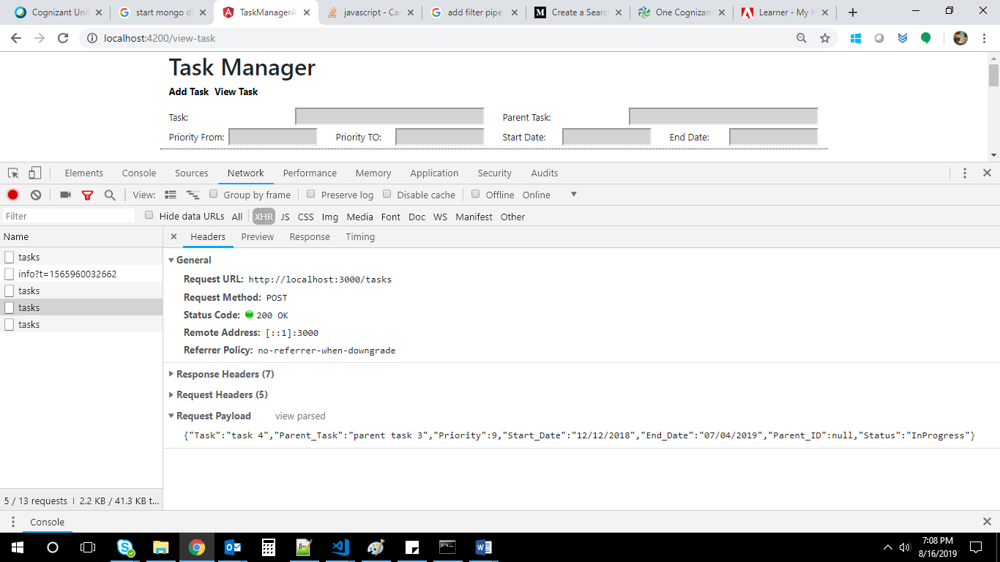 Cognizant Unif
start mongo d
TaskManagerA
javascript - Ca
add filter pipe
Create a Search
One Cognizant
Learner - My H
localhost:4200/view-task
Task Manager
Add Task View Task
Task:
Parent Task:
Priority From:
Priority TO:
Start Date:
End Date:
Elements Console Sources Network Performance Memory Application Security Audits
View: Group by frame Preserve log Disable cache Offline Online
Filter Hide data URLs All XHR JS CSS Img Media Font Doc WS Manifest Other
Name
Headers Preview Response Timing
tasks
info?t=1565960032662
tasks
tasks
tasks
General
Request URL: http://localhost:3000/tasks
Request Method: POST
Status Code: 200 OK
Remote Address: [::1]:3000
Referrer Policy: no-referrer-when-downgrade
Response Headers (7)
Request Headers (5)
Request Payload view parsed
{"Task":"task 4","Parent_Task":"parent task 3","Priority":9,"Start_Date":"12/12/2018","End_Date":"07/04/2019","Parent_ID":null,"Status":"InProgress"}
5 / 13 requests | 2.2 KB / 41.3 KB t...
Console
7:08 PM
8/16/2019